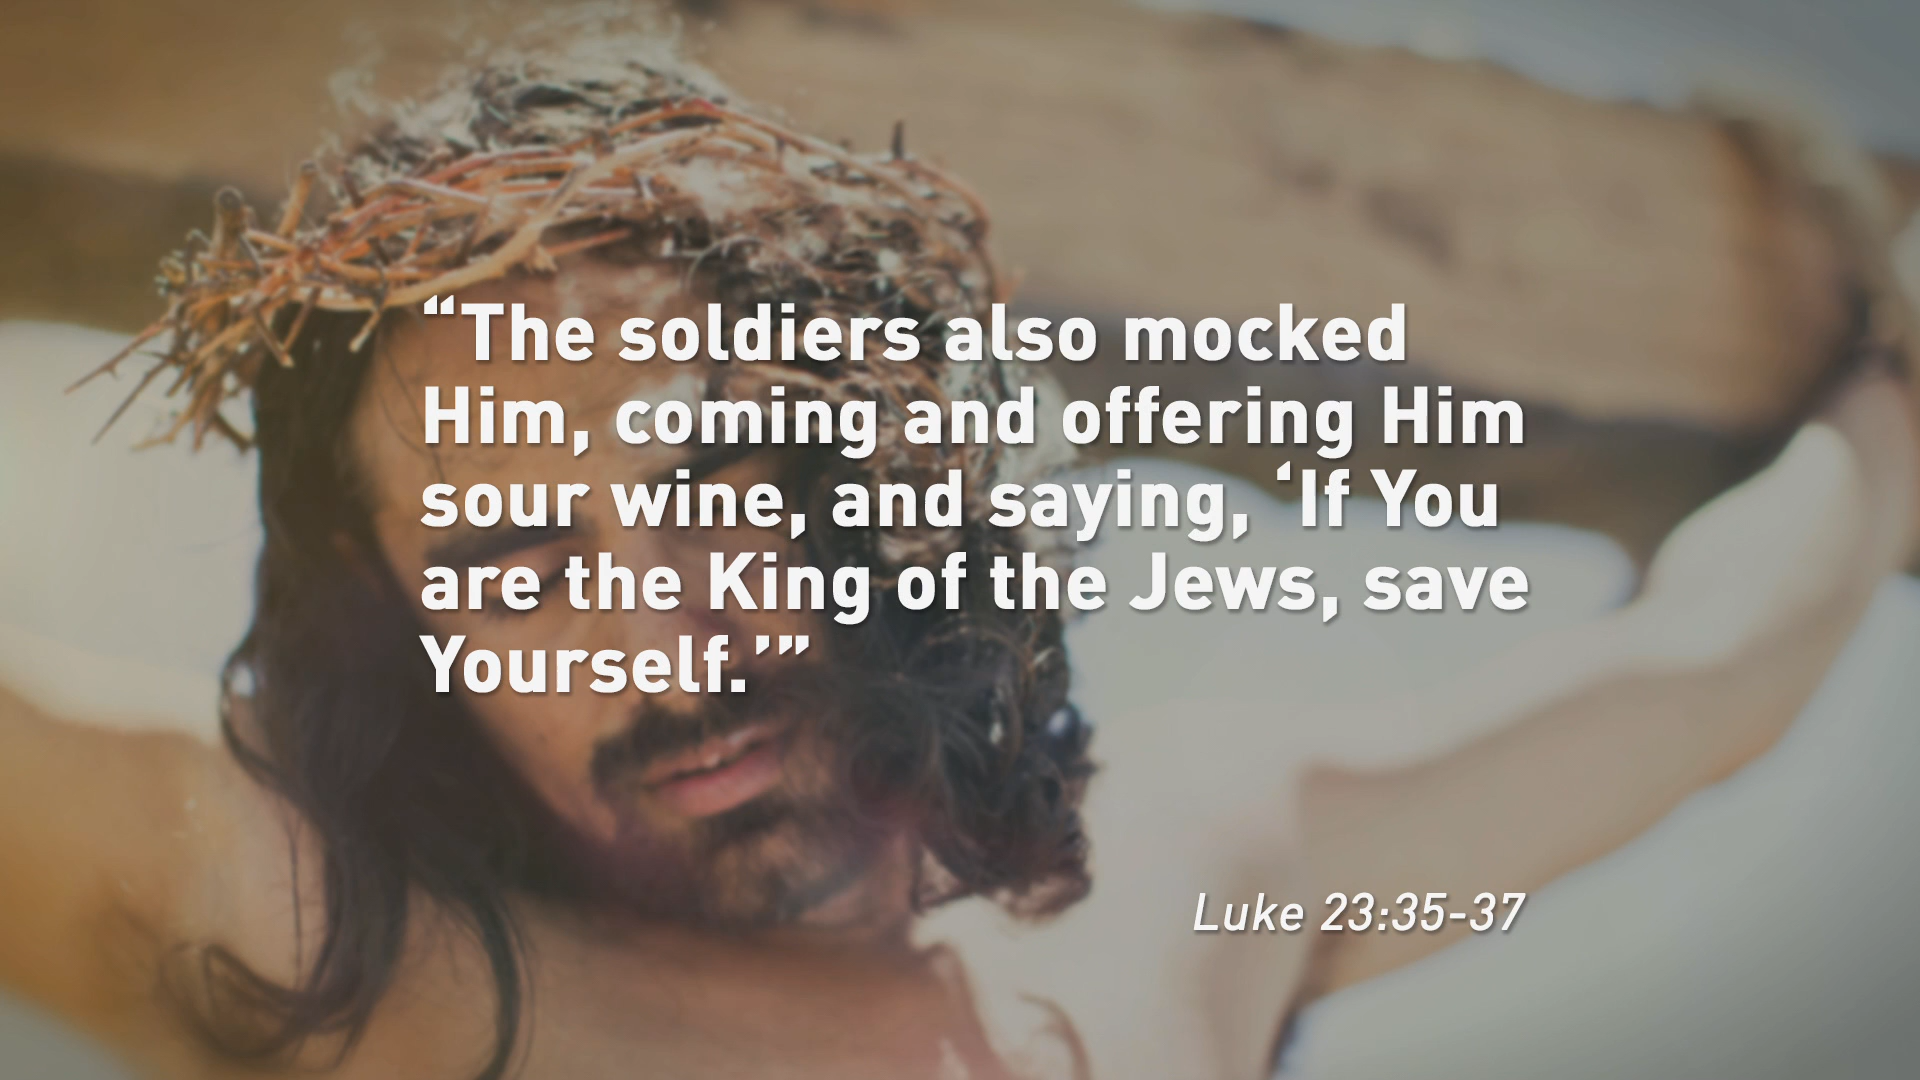 “The soldiers also mocked
Him, coming and offering Him
sour wine, and saying, ‘If You
are the King of the Jews, save
Yourself.’”
Luke 23:35-37